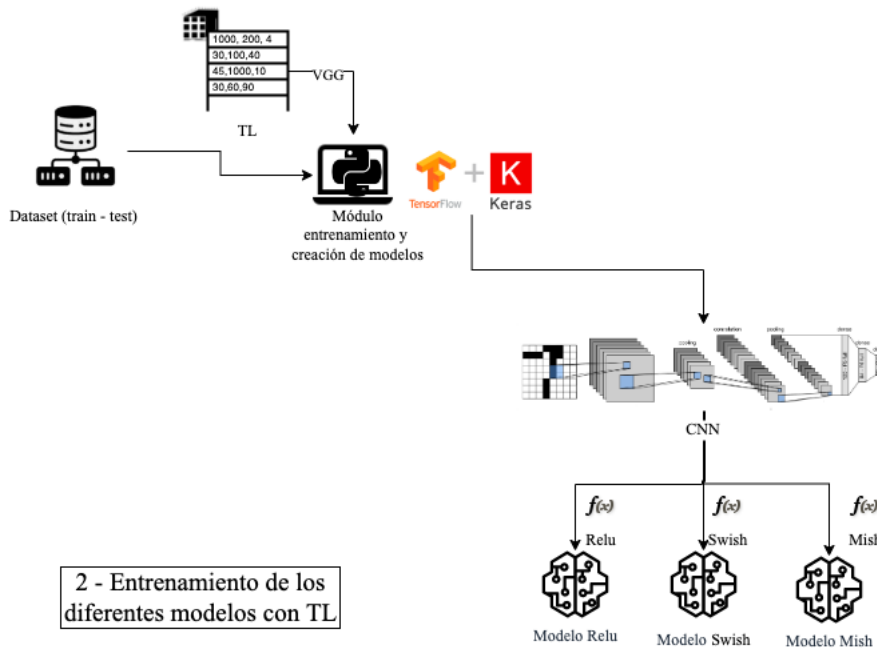 1000, 200, 4
30,100,40
45,1000,10
30,60,90
VGG
TL
Dataset (train - test)
Módulo
entrenamiento y
creación de modelos
TensorFlow
+
K
Keras
convolution
pooling
dense
pooling
CNN
f(x)
f(x)
f(x)
Relu
Swish
Mish
Modelo Relu
Modelo Swish
Modelo Mish
2 - Entrenamiento de los
diferentes modelos con TL